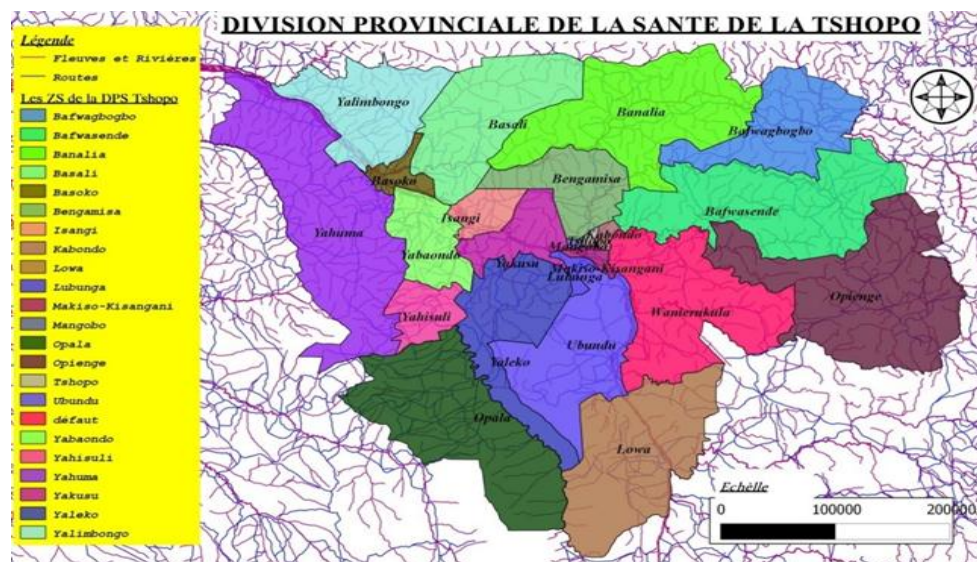 DIVISION PROVINCIALE DE LA SANTE DE LA TSHOPO
Légende
Fleuves et Rivières
Routes
Les ZS de la DPS Tshopo
Bafwagbogbo
Bafwasende
Banalia
Basali
Basoko
Bengamisa
Isangi
Kabondo
Lowa
Lubunga
Makiso-Kisangani
Mangobo
Opala
Opienge
Tshopo
Ubundu
défaut
Yabaondo
Yahisuli
Yahuma
Yakusu
Yaleko
Yalimbongo
Yalimbongo
Basali
Banalia
Bafwagbogbo
Basoko
Bengamisa
Isangi
Bafwasende
Kabondo
Yahuma
Yabaondo
Yakusu
Makiso-Kisangani
Lubunga
Opienge
Yahisuli
Wanierukula
Ubundu
Yaleko
Opala
Lowa
Echèlle
0 100000 200000